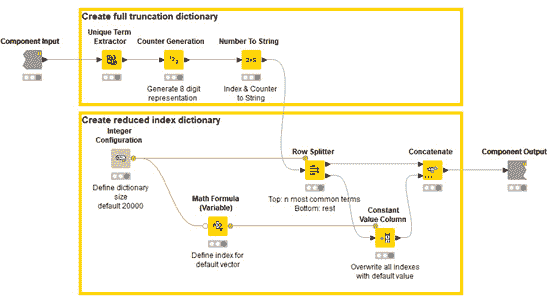 Create full truncation dictionary
Component Input
Unique Term
Extractor
Counter Generation
Number To String
Generate 8 digit
representation
Index & Counter
to String
Create reduced index dictionary
Integer
Configuration
Define dictionary
size
default 20000
Row Splitter
Top: n most common terms
Bottom: rest
Concatenate
Component Output
Math Formula
(Variable)
Define index for
default vector
Constant
Value Column
Overwrite all indexes
with default value